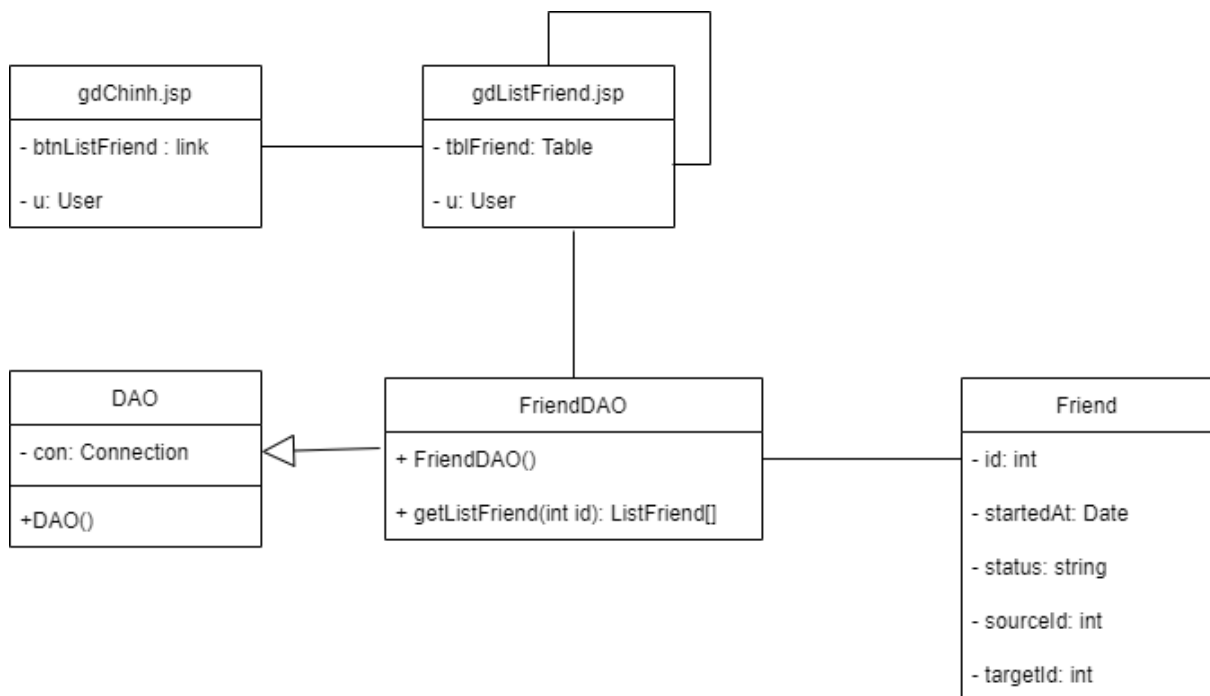 gdChinh.jsp
- btnListFriend : link
- u: User
gdListFriend.jsp
- tblFriend: Table
- u: User
DAO
- con: Connection
+DAO()
FriendDAO
+ FriendDAO()
+ getListFriend(int id): ListFriend[]
Friend
- id: int
- startedAt: Date
- status: string
- sourceId: int
- targetId: int